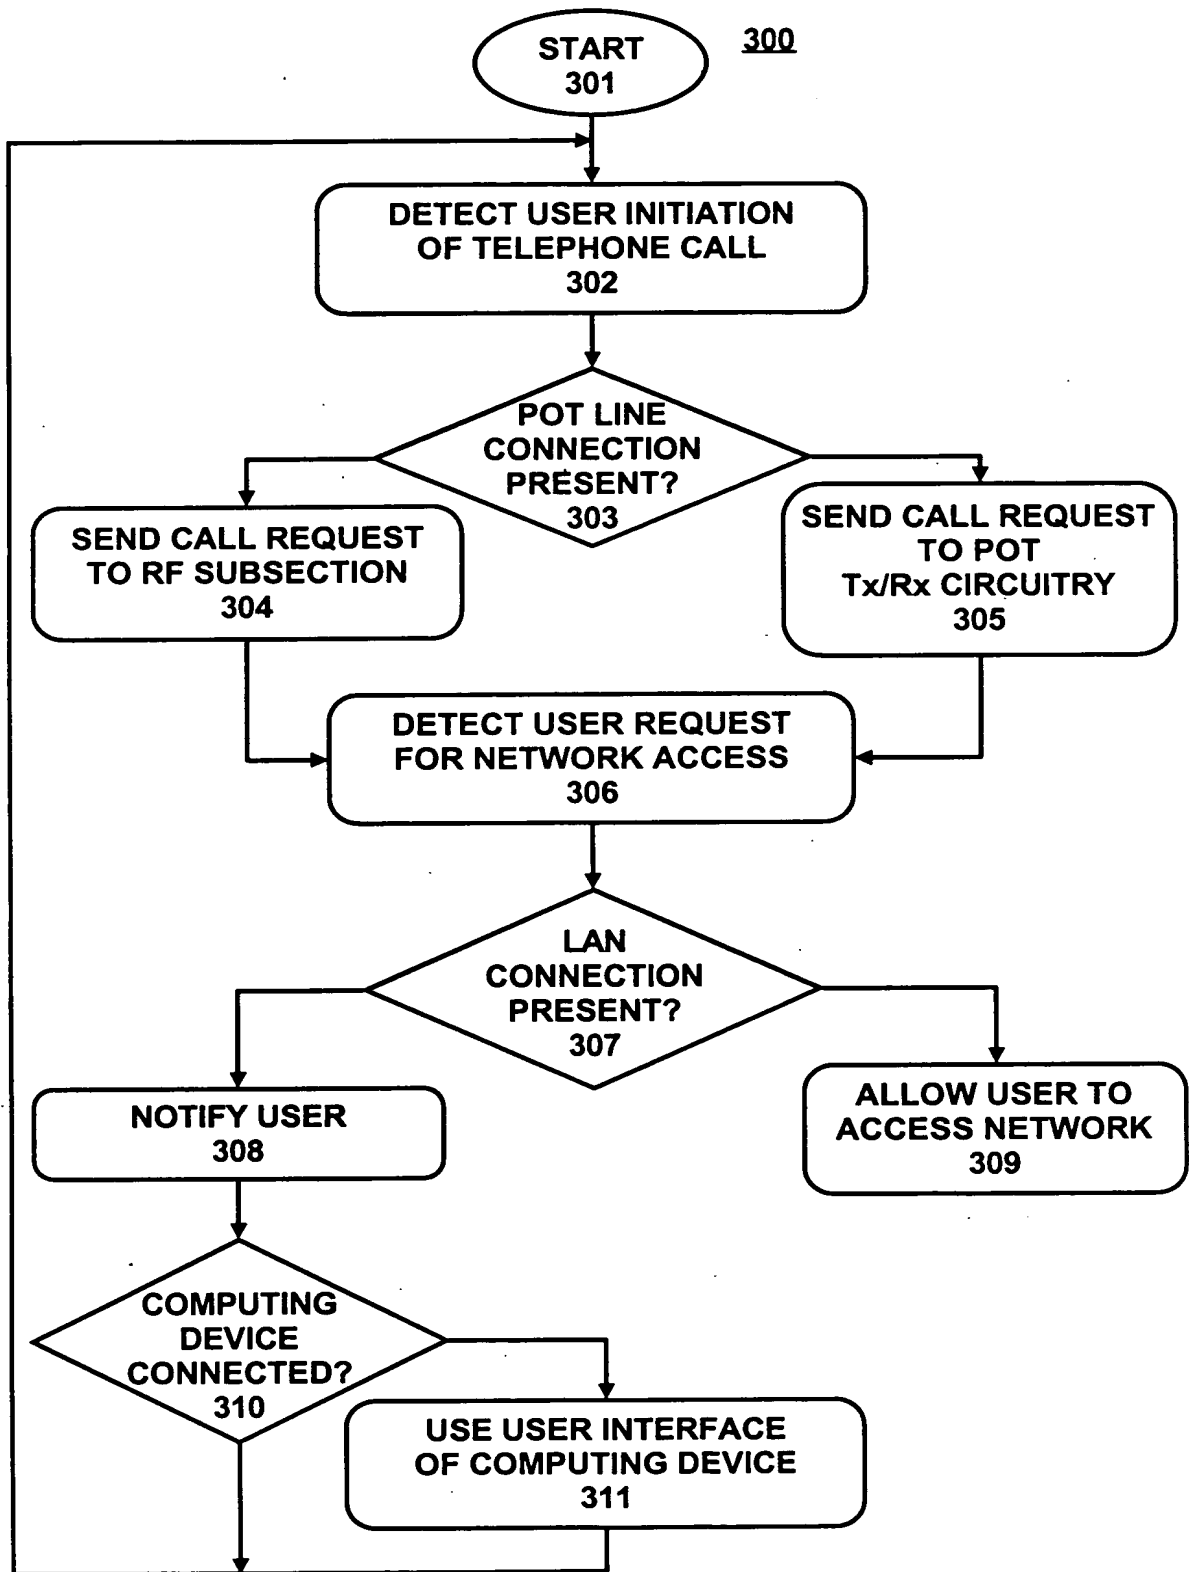 300
START
301
DETECT USER INITIATION
OF TELEPHONE CALL
302
POT LINE
CONNECTION
PRESENT?
303
SEND CALL REQUEST
TO RF SUBSECTION
304
SEND CALL REQUEST
TO POT
Tx/Rx CIRCUITRY
305
DETECT USER REQUEST
FOR NETWORK ACCESS
306
LAN
CONNECTION
PRESENT?
307
NOTIFY USER
308
ALLOW USER TO
ACCESS NETWORK
309
COMPUTING
DEVICE
CONNECTED?
310
USE USER INTERFACE
OF COMPUTING DEVICE
311